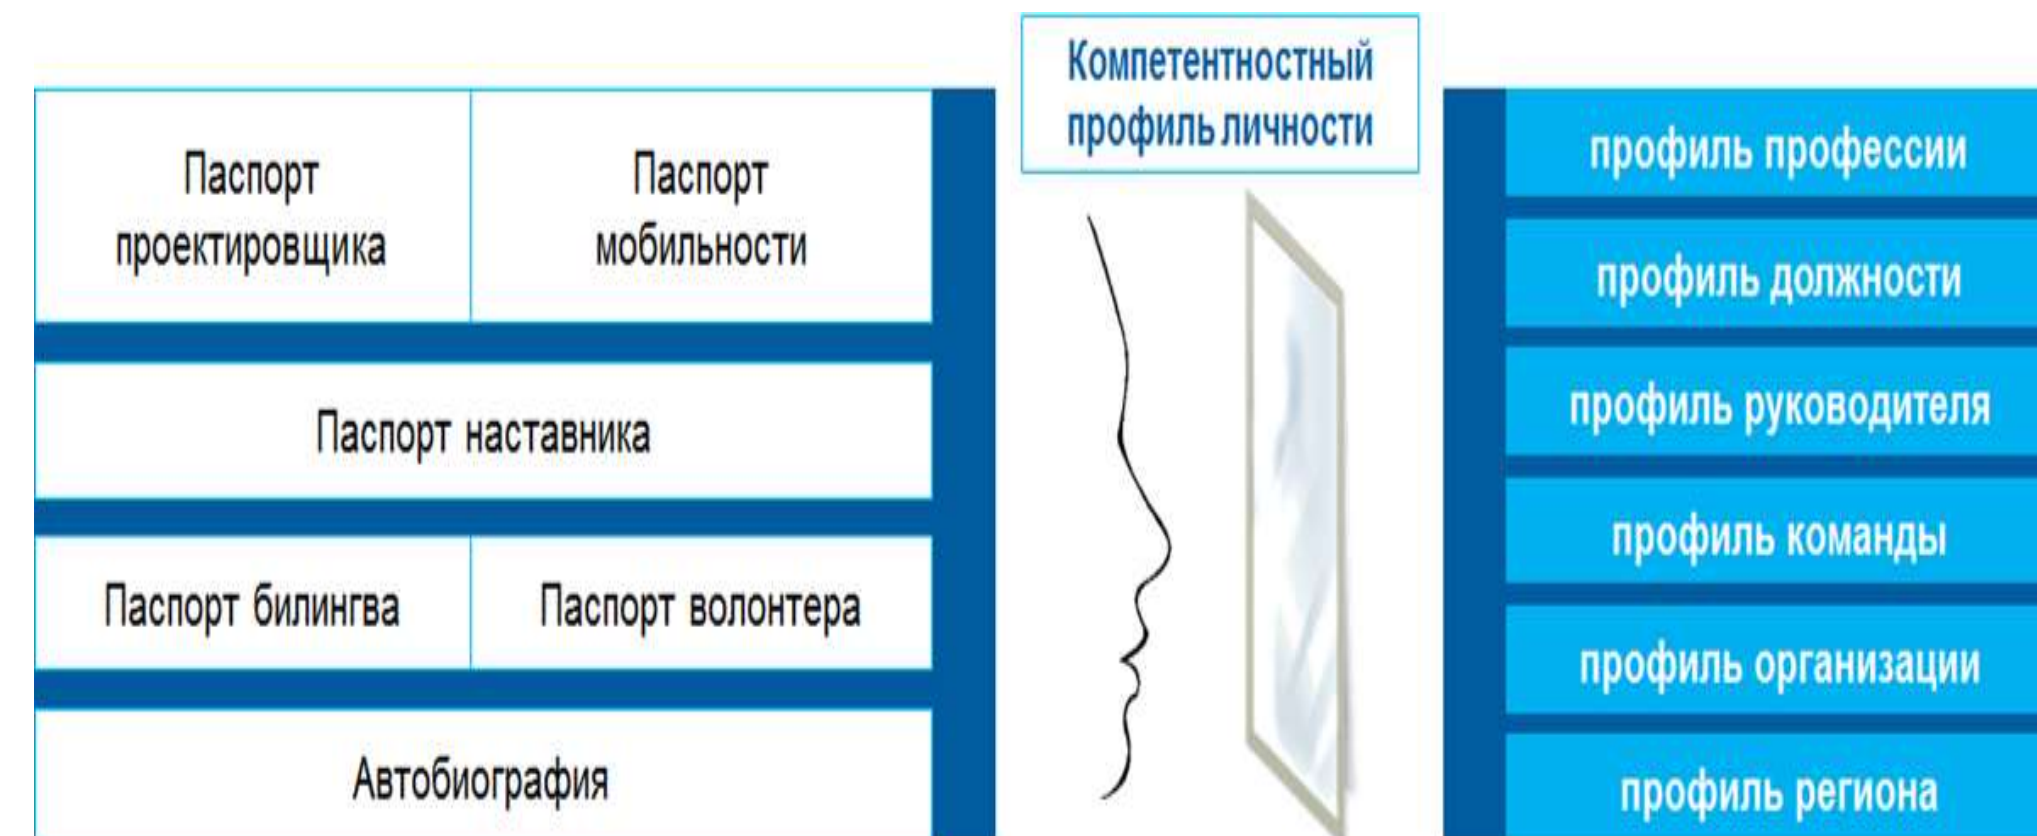 Компетентностный
профиль личности
Паспорт
проектировщика
Паспорт
мобильности
Паспорт наставника
Паспорт билингва
Паспорт волонтера
Автобиография
профиль профессии
профиль должности
профиль руководителя
профиль команды
профиль организации
профиль региона